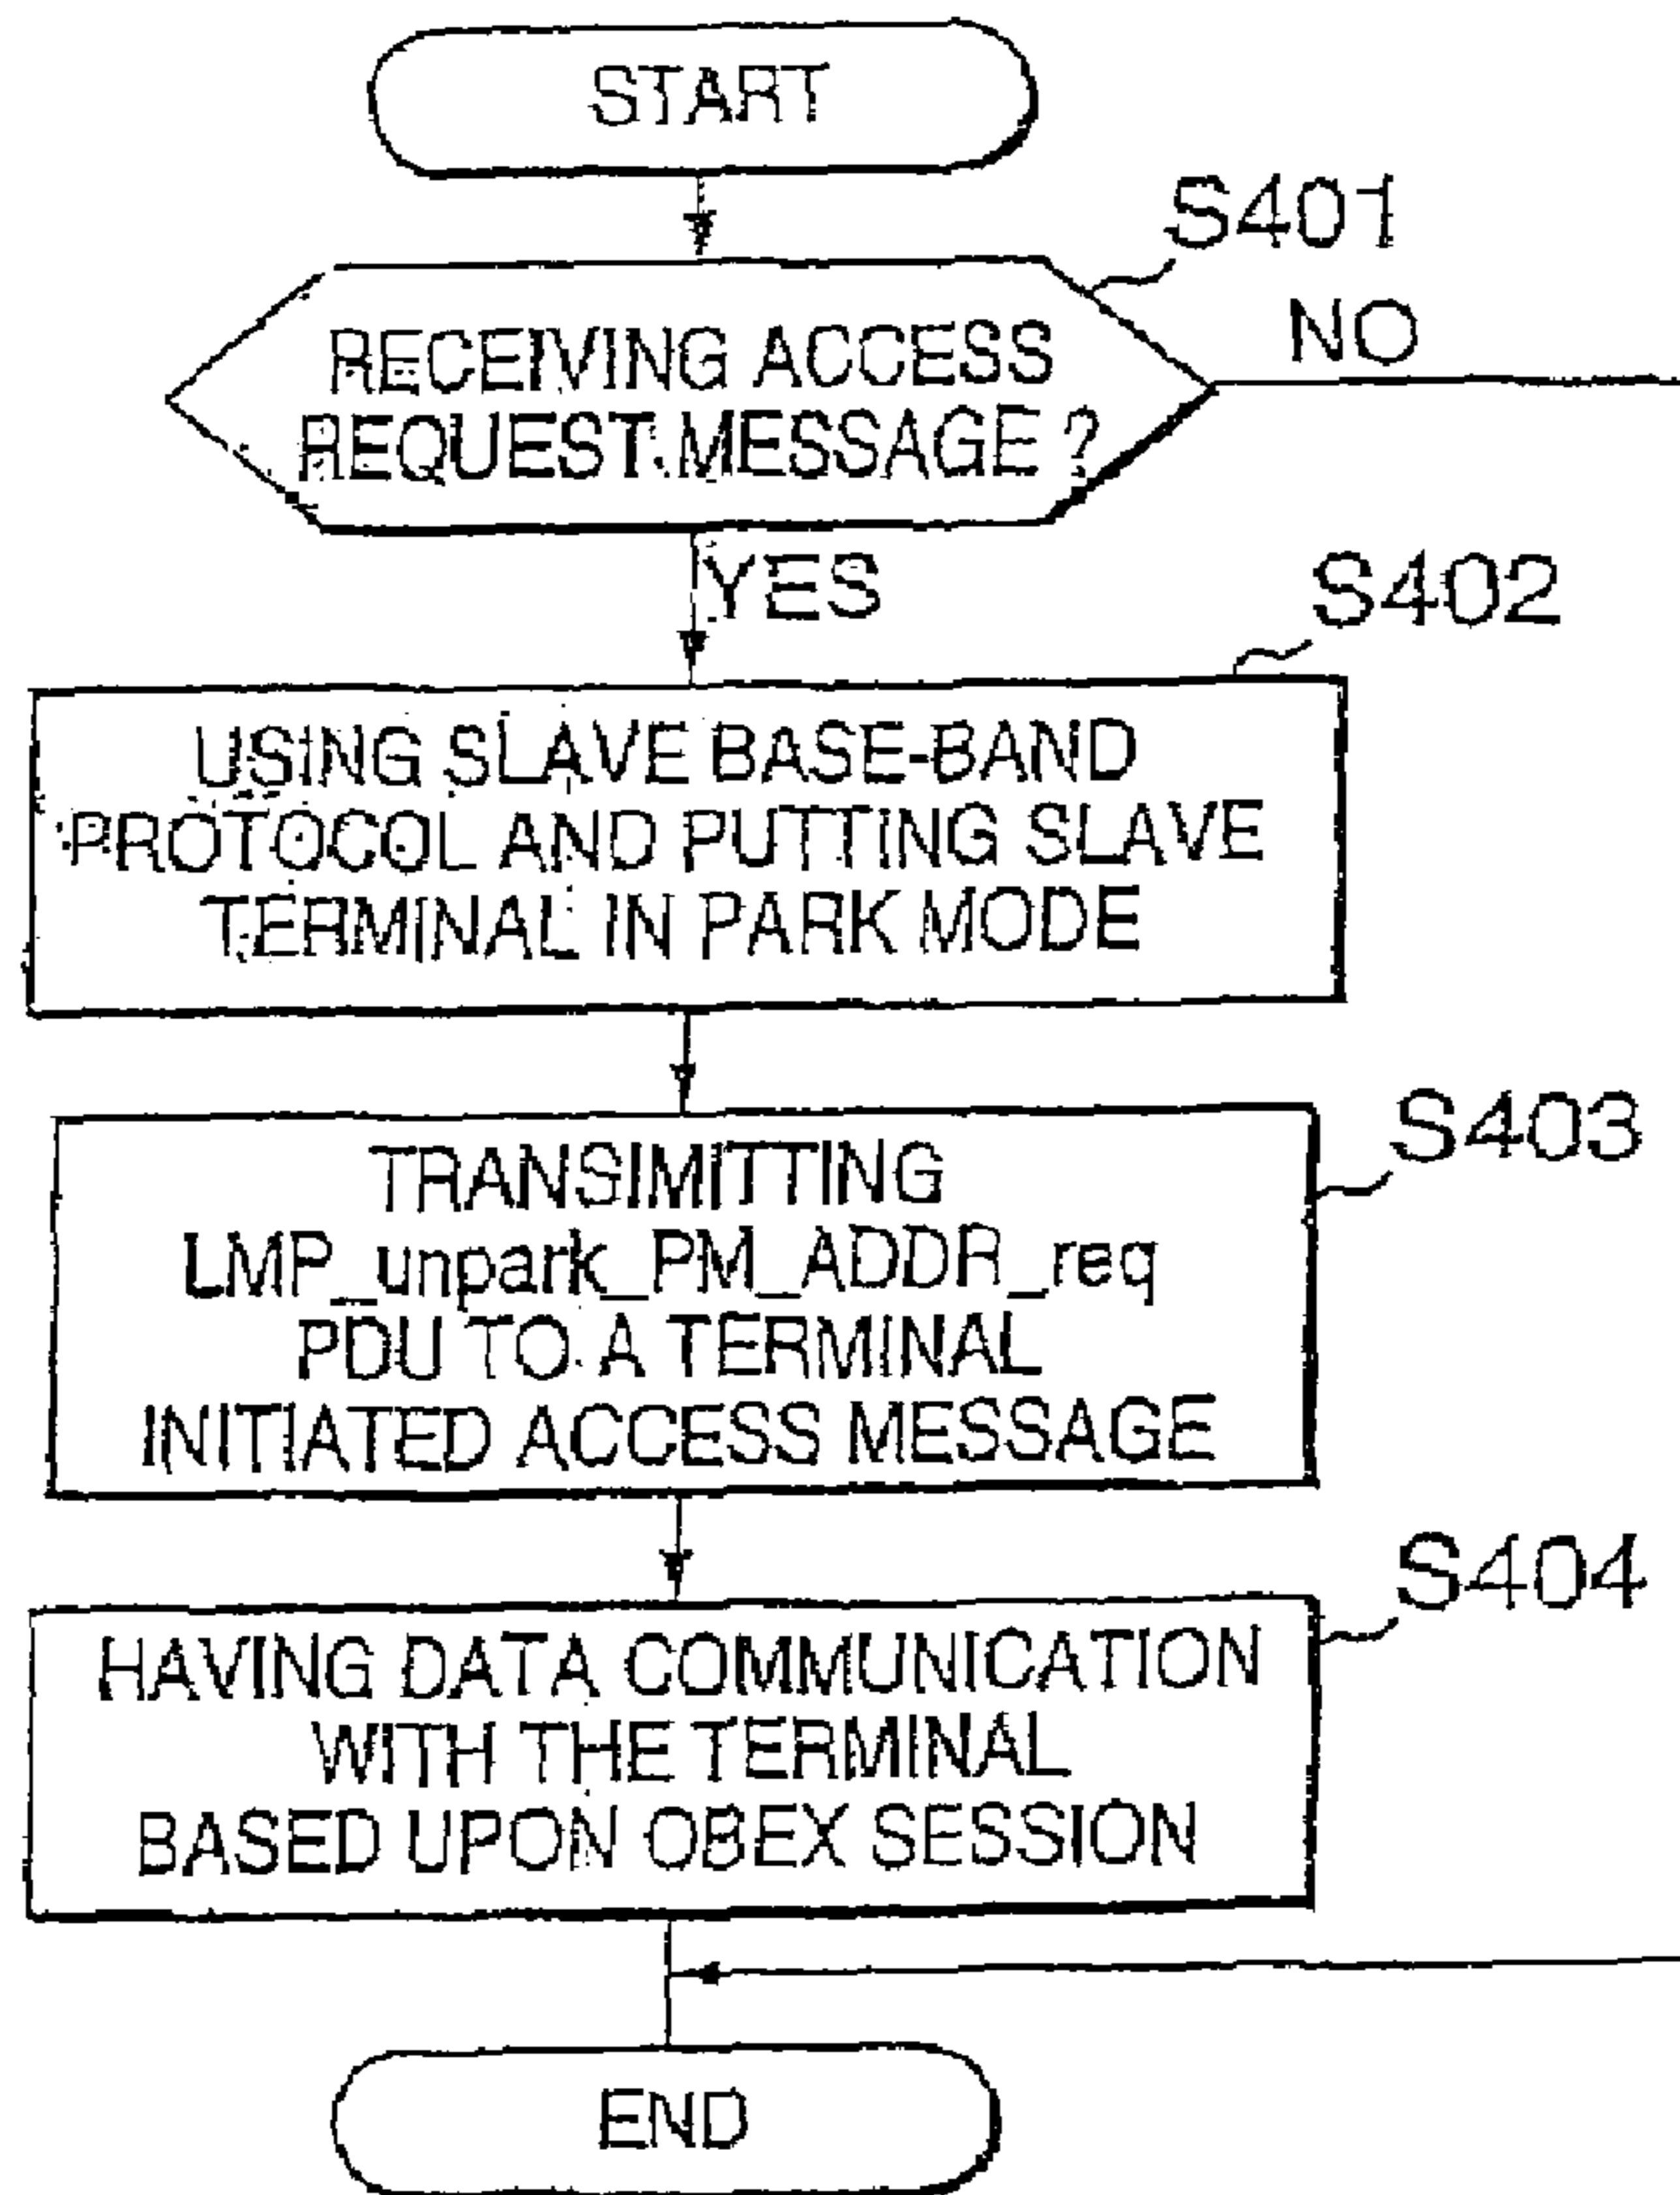 START
S401
NO
RECEIVING ACCESS
REQUEST MESSAGE ?
YES
S402
USING SLAVE BASE-BAND
PROTOCOL AND PUTTING SLAVE
TERMINAL IN PARK MODE
S403
TRANSIMITTING
LMP_unpark_PM_ADDR_req
PDU TO A TERMINAL
INITIATED ACCESS MESSAGE
S404
HAVING DATA COMMUNICATION
WITH THE TERMINAL
BASED UPON OBEX SESSION
END